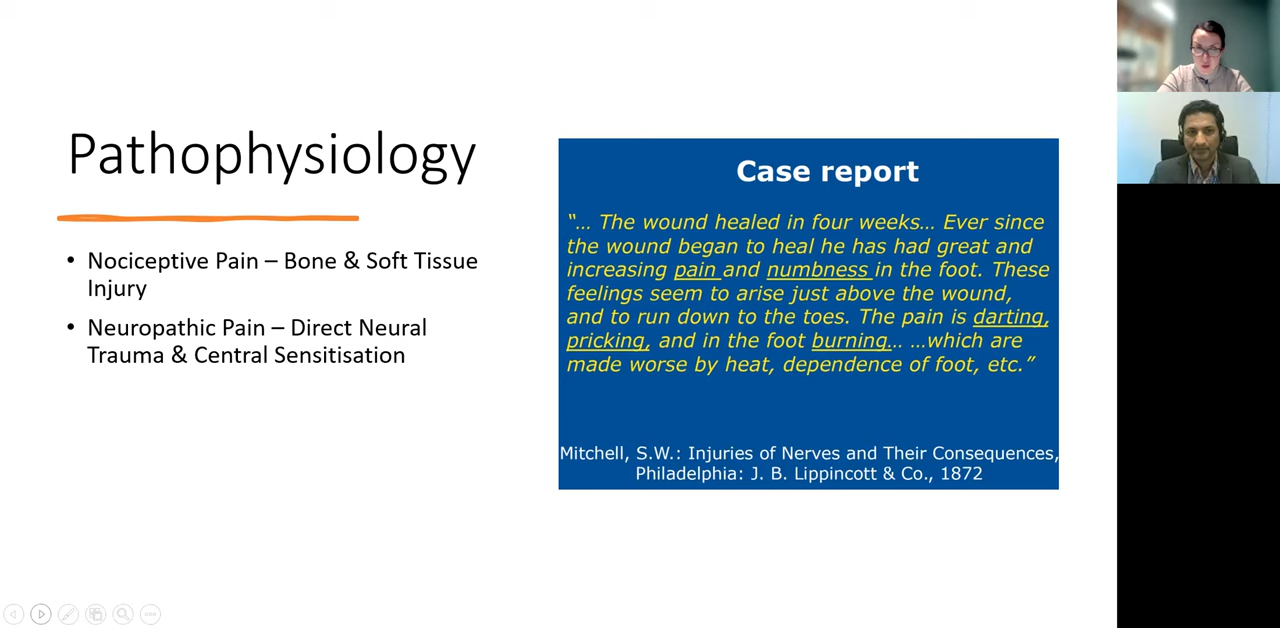 Pathophysiology
• Nociceptive Pain – Bone & Soft Tissue
Injury
• Neuropathic Pain – Direct Neural
Trauma & Central Sensitisation
Case report
“… The wound healed in four weeks… Ever since
the wound began to heal he has had great and
increasing pain and numbness in the foot. These
feelings seem to arise just above the wound,
and to run down to the toes. The pain is darting,
pricking, and in the foot burning… …which are
made worse by heat, dependence of foot, etc.”
Mitchell, S.W.: Injuries of Nerves and Their Consequences,
Philadelphia: J. B. Lippincott & Co., 1872